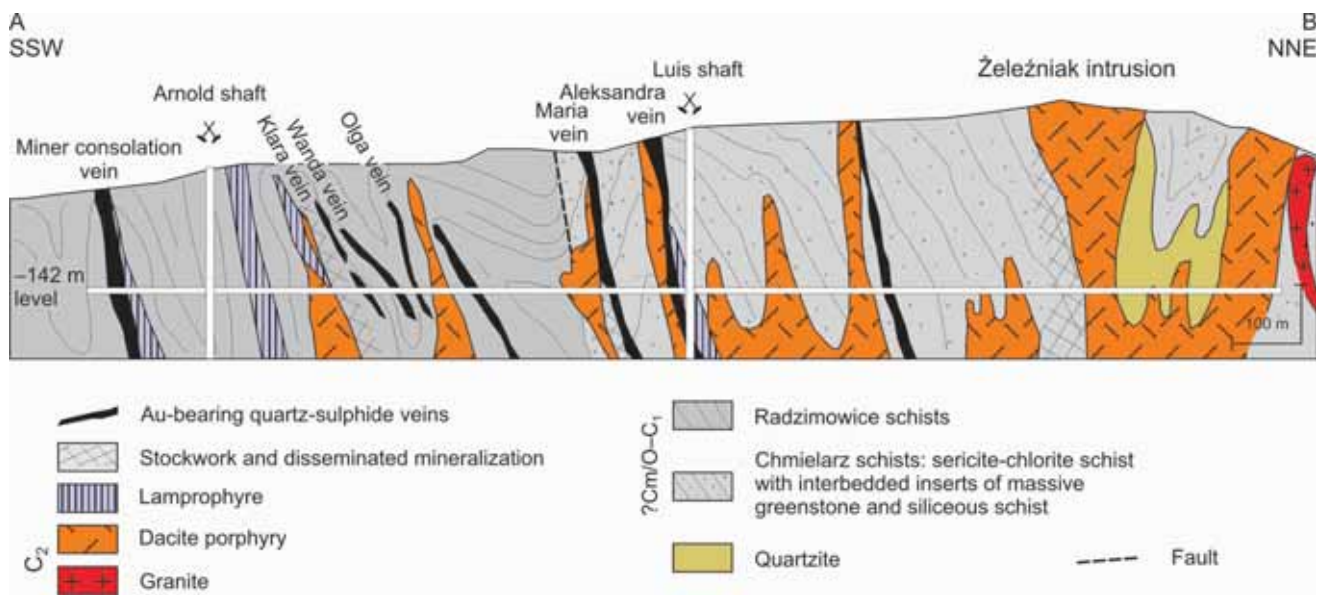 A
SSW
B
NNE
Arnold shaft
Luis shaft
Żeleźniak intrusion
Miner consolation
vein
Klara vein
Wanda vein
Olga vein
Maria
vein
Aleksandra
vein
–142 m
level
100 m
Au-bearing quartz-sulphide veins
Stockwork and disseminated mineralization
Lamprophyre
Dacite porphyry
Granite
C2
?Cm/O–C1
Radzimowice schists
Chmielarz schists: sericite-chlorite schist
with interbedded inserts of massive
greenstone and siliceous schist
Quartzite
Fault